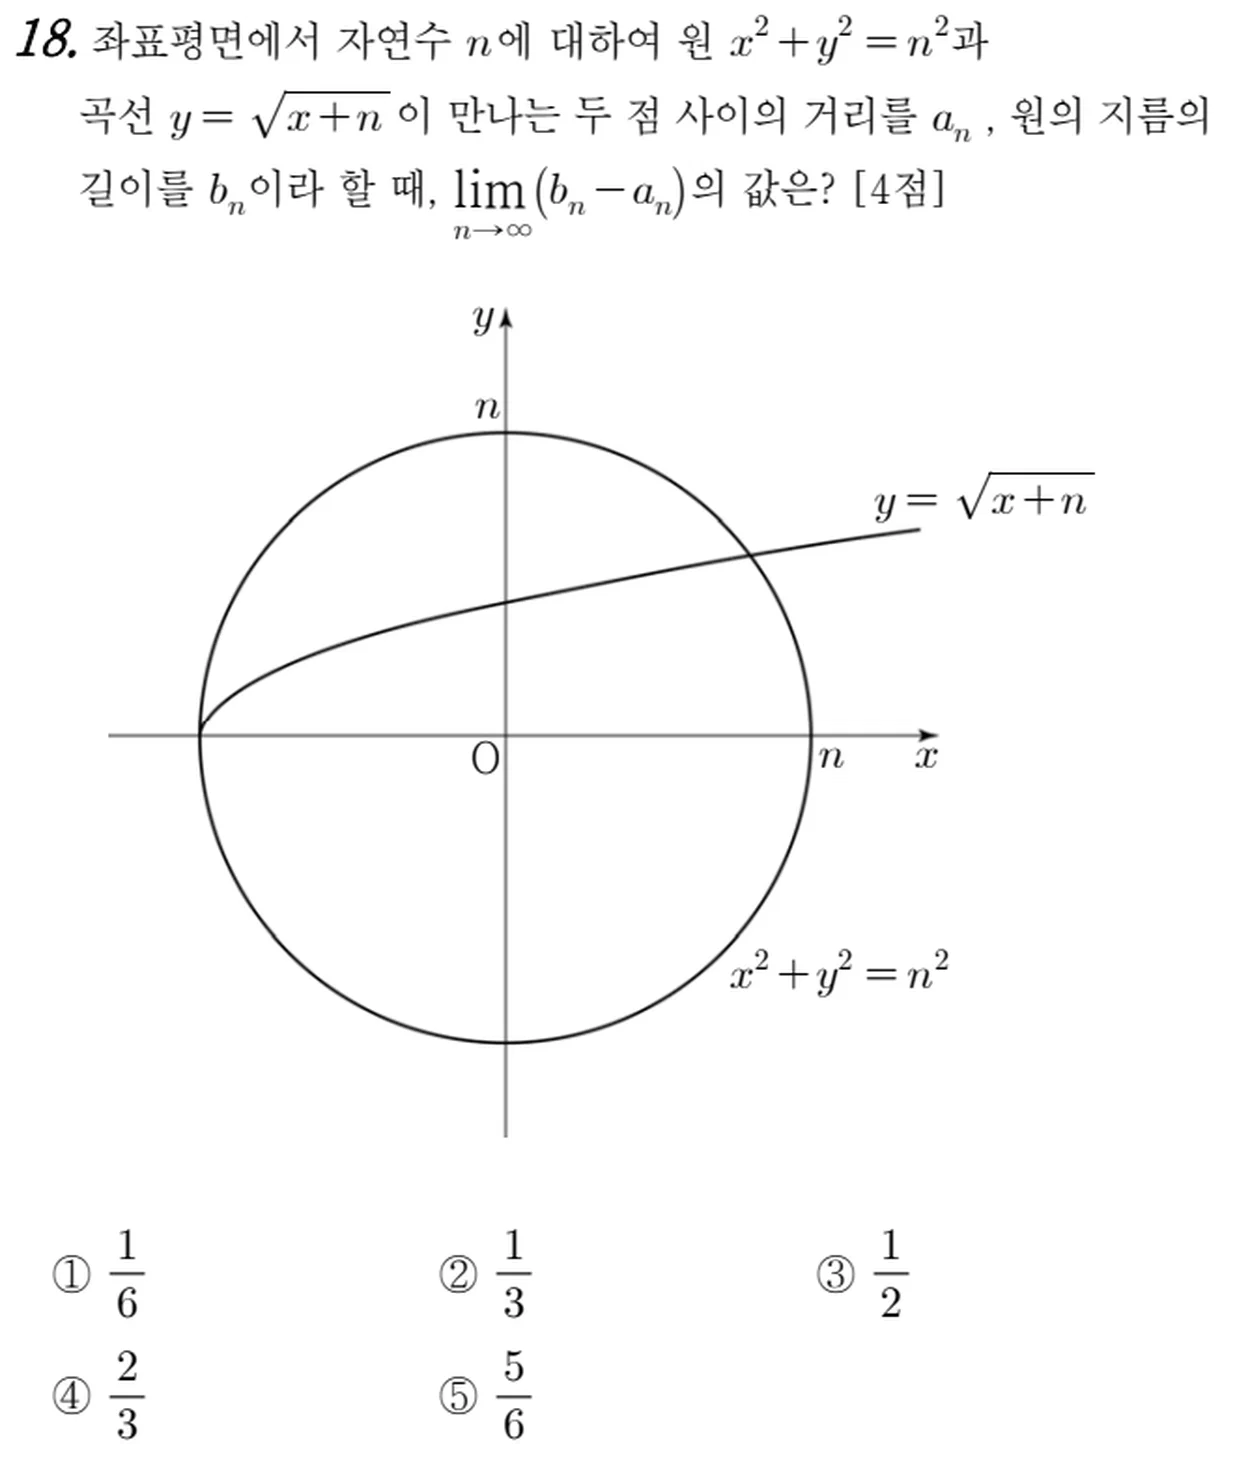 18. 좌표평면에서 자연수 n에 대하여 원 x²+y²=n²과
곡선 y=√(x+n) 이 만나는 두 점 사이의 거리를 aₙ, 원의 지름의
길이를 bₙ이라 할 때, lim(bₙ−aₙ)의 값은? [4점]
n→∞
y
n
y=√(x+n)
O
n
x
x²+y²=n²
① 1/6 ② 1/3 ③ 1/2
④ 2/3 ⑤ 5/6